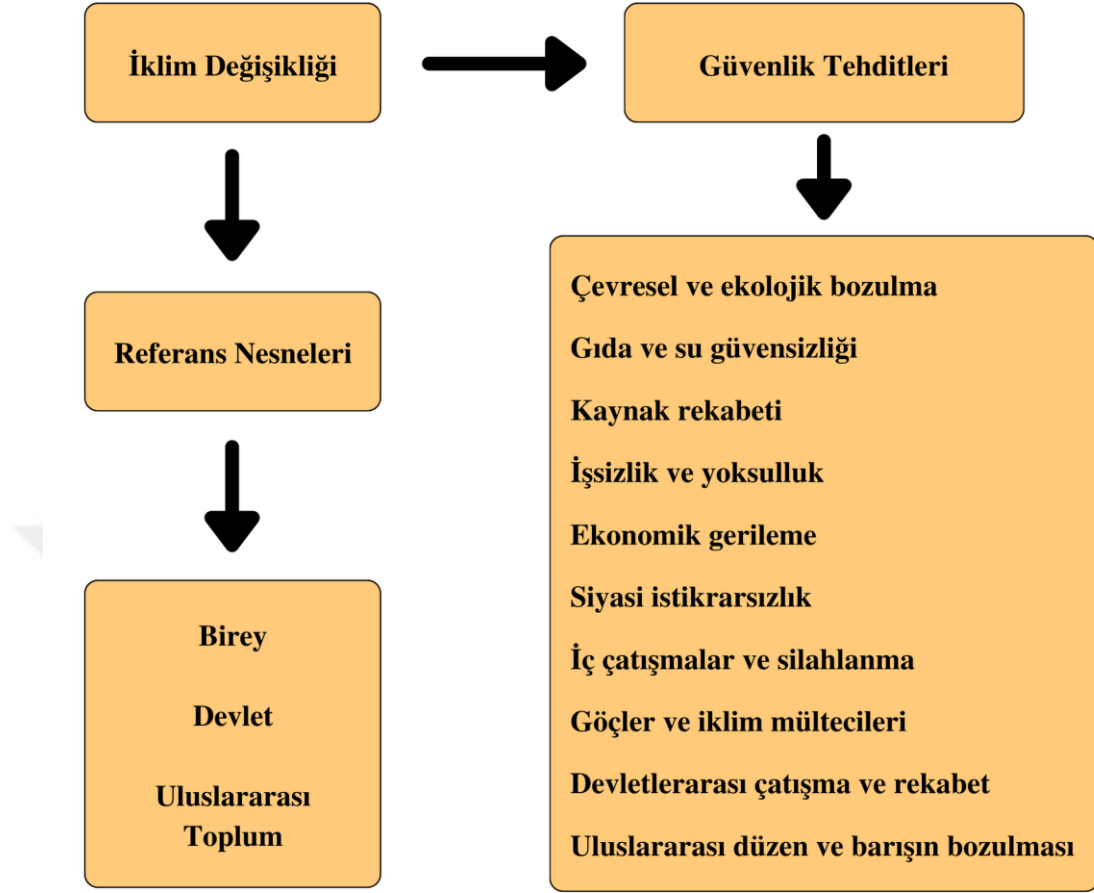 İklim Değişikliği
Güvenlik Tehditleri
Referans Nesneleri
Birey
Devlet
Uluslararası
Toplum
Çevresel ve ekolojik bozulma
Gıda ve su güvensizliği
Kaynak rekabeti
İşsizlik ve yoksulluk
Ekonomik gerileme
Siyasi istikrarsızlık
İç çatışmalar ve silahlanma
Göçler ve iklim mültecileri
Devletlerarası çatışma ve rekabet
Uluslararası düzen ve barışın bozulması